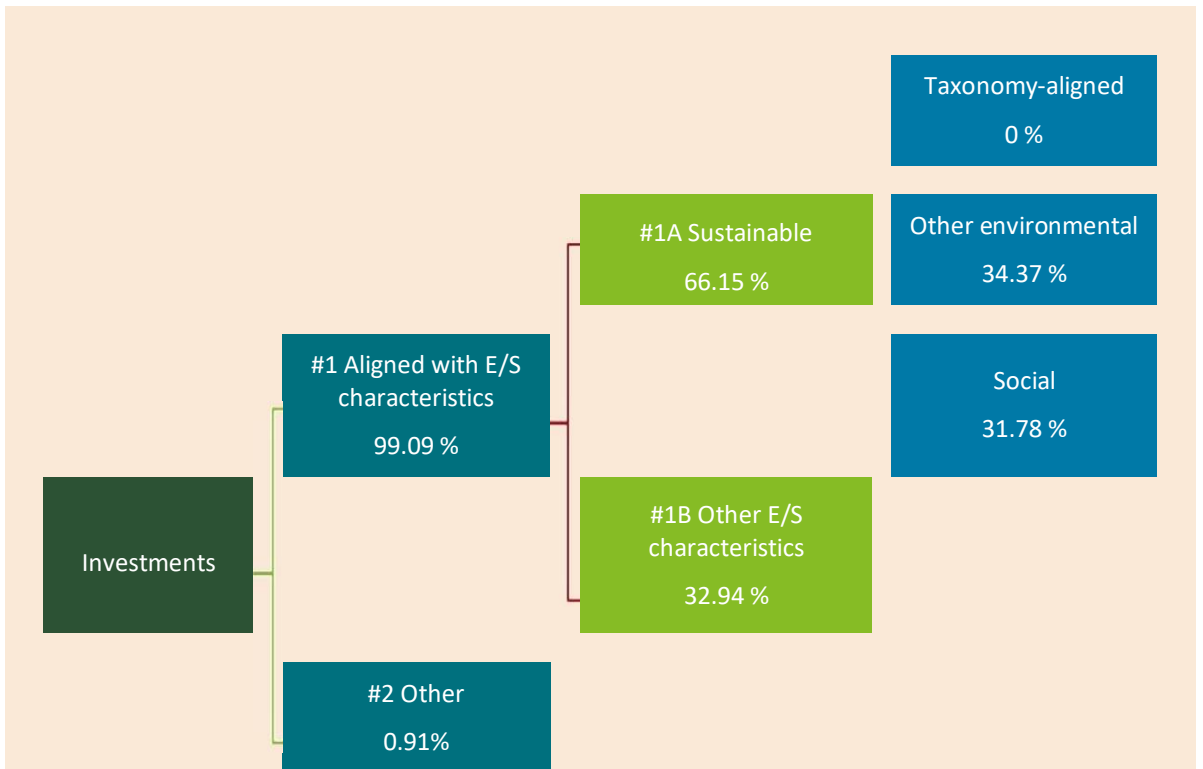 Investments
#1 Aligned with E/S
characteristics
99.09 %
#2 Other
0.91%
#1A Sustainable
66.15 %
#1B Other E/S
characteristics
32.94 %
Taxonomy-aligned
0 %
Other environmental
34.37 %
Social
31.78 %